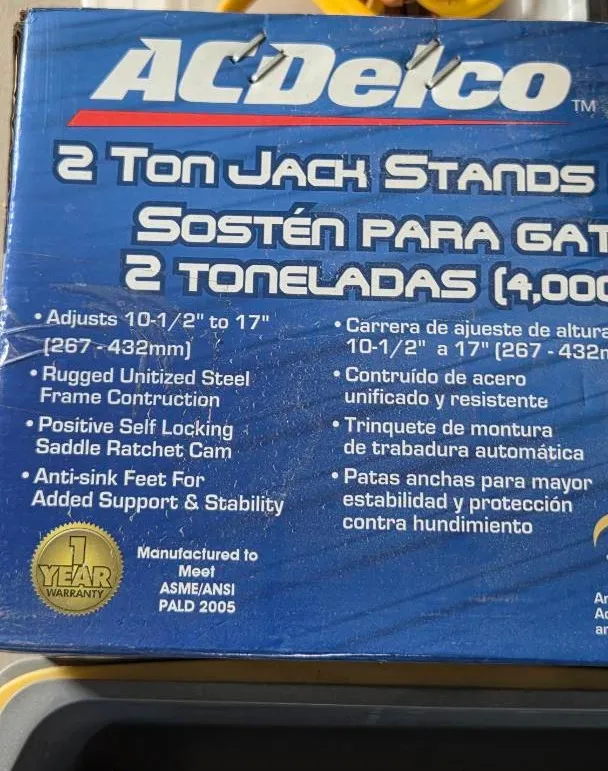 ACDelco
TM
2 TON JACK STANDS
SOSTÉN PARA GAT
2 TONELADAS (4,000
• Adjusts 10-1/2" to 17"
(267 - 432mm)
• Rugged Unitized Steel
Frame Contruction
• Positive Self Locking
Saddle Ratchet Cam
• Anti-sink Feet For
Added Support & Stability
• Carrera de ajueste de altura
10-1/2" a 17" (267 - 432m
• Contruído de acero
unificado y resistente
• Trinquete de montura
de trabadura automática
• Patas anchas para mayor
estabilidad y protección
contra hundimiento
1
YEAR
WARRANTY
Manufactured to
Meet
ASME/ANSI
PALD 2005